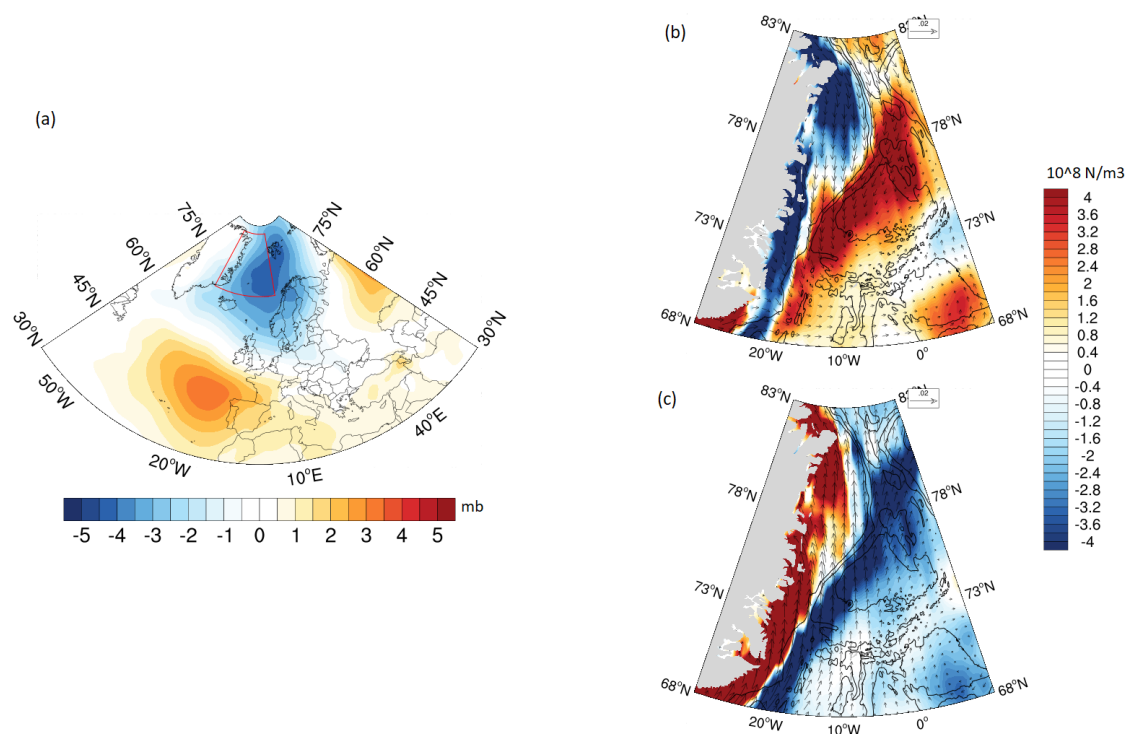 (a)
75°N
60°N
45°N
30°N
75°N
60°N
45°N
30°N
50°W
20°W
10°E
40°E
-5 -4 -3 -2 -1 0 1 2 3 4 5 mb
(b)
83°N
83°N
.02
78°N
78°N
73°N
73°N
68°N
68°N
20°W
10°W
0°
(c)
83°N
83°N
.02
78°N
78°N
73°N
73°N
68°N
68°N
20°W
10°W
0°
10^8 N/m3
4
3.6
3.2
2.8
2.4
2
1.6
1.2
0.8
0.4
0
-0.4
-0.8
-1.2
-1.6
-2
-2.4
-2.8
-3.2
-3.6
-4